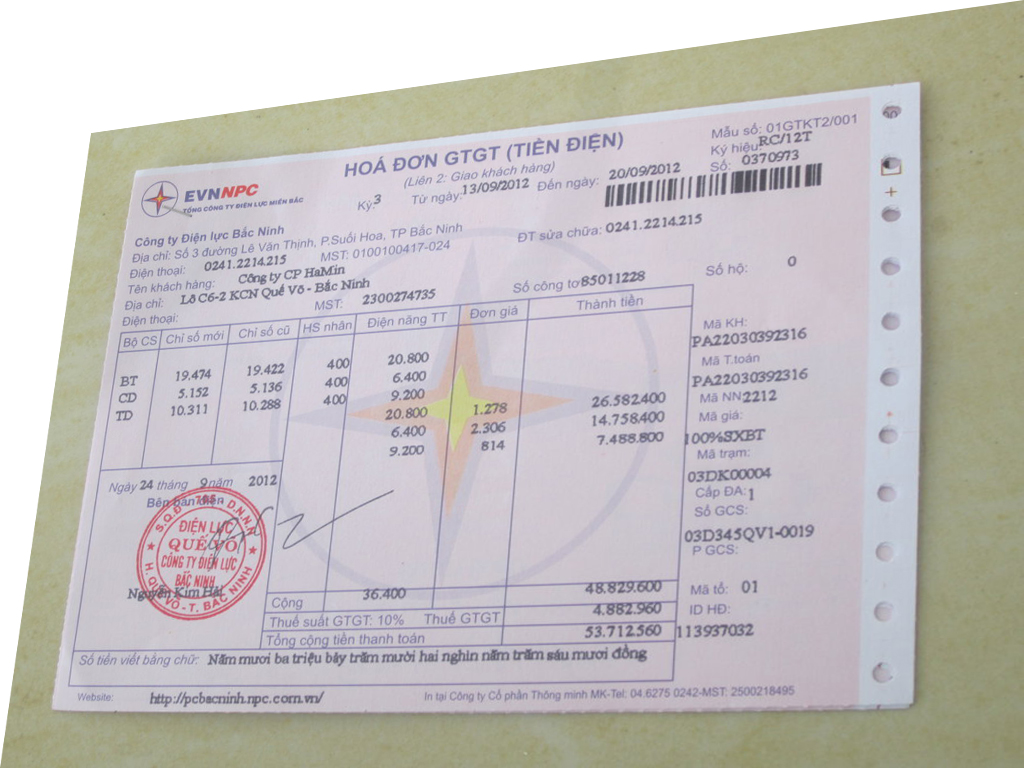 HOÁ ĐƠN GTGT (TIỀN ĐIỆN)
(Liên 2: Giao khách hàng)
Mẫu số: 01GTKT2/001
Ký hiệu: RC/12T
Số: 0370973
EVNNPC
TỔNG CÔNG TY ĐIỆN LỰC MIỀN BẮC
Kỳ: 3 Từ ngày: 13/09/2012 Đến ngày: 20/09/2012
Công ty Điện lực Bắc Ninh
Địa chỉ: Số 3 đường Lê Văn Thịnh, P.Suối Hoa, TP Bắc Ninh
Điện thoại: 0241.2214.215 MST: 0100100417-024 ĐT sửa chữa: 0241.2214.215
Tên khách hàng: Công ty CP HaMin
Địa chỉ: Lô C6-2 KCN Quế Võ - Bắc Ninh
Điện thoại: MST: 2300274735 Số công tơ 85011228 Số hộ: 0
Bộ CS Chỉ số mới Chỉ số cũ HS nhân Điện năng TT Đơn giá Thành tiền
BT 19.474 19.422 400 20.800
CD 5.152 5.136 400 6.400
TD 10.311 10.288 400 9.200
20.800 1.278 26.582.400
6.400 2.306 14.758.400
9.200 814 7.488.800
Mã KH:
PA22030392316
Mã T.toán
PA22030392316
Mã NN 2212
Mã giá:
100%SXBT
Mã trạm:
03DK00004
Cấp ĐA: 1
Số GCS:
03D345QV1-0019
P GCS:
Mã tổ: 01
ID HĐ:
113937032
Ngày 24 tháng 9 năm 2012
Bên bán điện
ĐIỆN LỰC
QUẾ VÕ
CÔNG TY ĐIỆN LỰC
BẮC NINH
H.QUẾ VÕ - T. BẮC NINH
Nguyễn Kim Hải
Cộng 36.400 48.829.600
Thuế suất GTGT: 10% Thuế GTGT 4.882.960
Tổng cộng tiền thanh toán 53.712.560
Số tiền viết bằng chữ: Năm mươi ba triệu bảy trăm mười hai nghìn năm trăm sáu mươi đồng
Website: http://pcbacninh.npc.com.vn/
In tại Công ty Cổ phần Thông minh MK-Tel: 04.6275 0242-MST: 2500218495